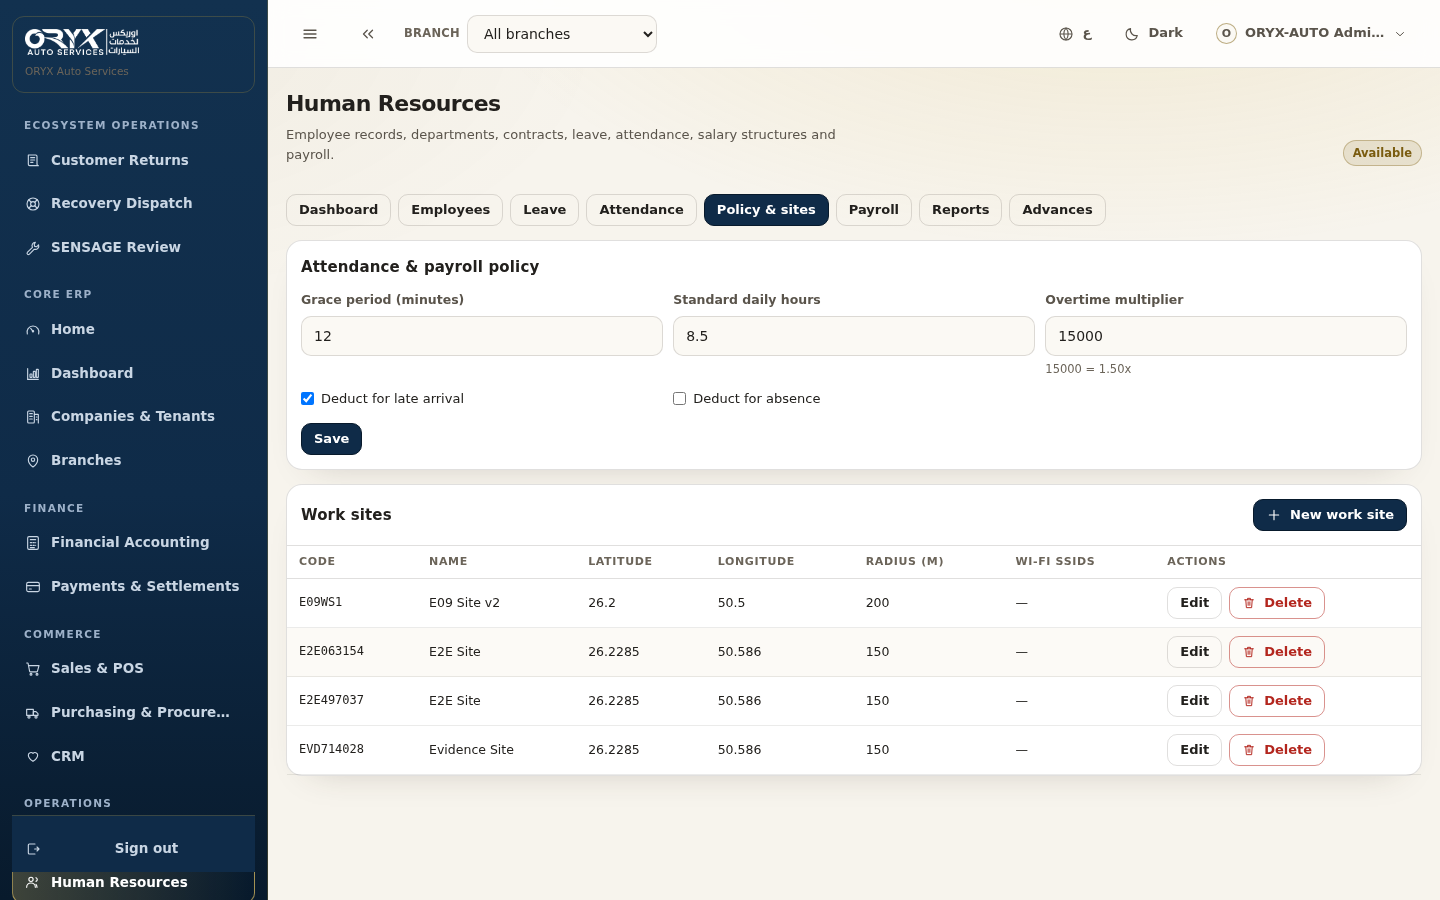 ORYX
اوريكس
لخدمات
السيارات
AUTO SERVICES
ORYX Auto Services
ECOSYSTEM OPERATIONS
Customer Returns
Recovery Dispatch
SENSAGE Review
CORE ERP
Home
Dashboard
Companies & Tenants
Branches
FINANCE
Financial Accounting
Payments & Settlements
COMMERCE
Sales & POS
Purchasing & Procure...
CRM
OPERATIONS
Sign out
Human Resources
BRANCH All branches ع Dark O ORYX-AUTO Admi...
Human Resources
Employee records, departments, contracts, leave, attendance, salary structures and
payroll.
Available
Dashboard Employees Leave Attendance Policy & sites Payroll Reports Advances
Attendance & payroll policy
Grace period (minutes) Standard daily hours Overtime multiplier
12 8.5 15000
15000 = 1.50x
Deduct for late arrival Deduct for absence
Save
Work sites New work site
CODE NAME LATITUDE LONGITUDE RADIUS (M) WI-FI SSIDS ACTIONS
E09WS1 E09 Site v2 26.2 50.5 200 — Edit Delete
E2E063154 E2E Site 26.2285 50.586 150 — Edit Delete
E2E497037 E2E Site 26.2285 50.586 150 — Edit Delete
EVD714028 Evidence Site 26.2285 50.586 150 — Edit Delete